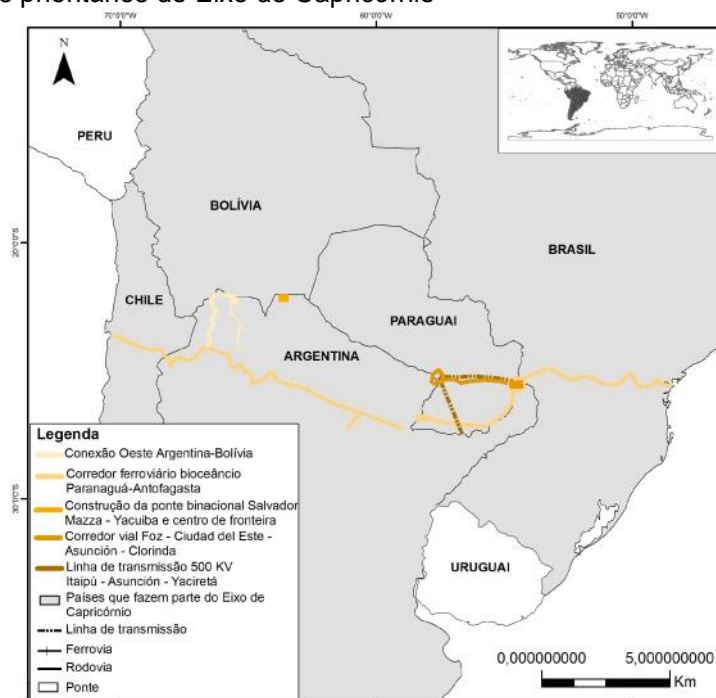 s prioritários do Eixo de Capricórnio
70°0'0"W
60°0'0"W
50°0'0"W
N
PERU
BOLÍVIA
BRASIL
20°0'0"S
CHILE
PARAGUAI
ARGENTINA
Legenda
Conexão Oeste Argentina-Bolívia
Corredor ferroviário bioceâncio
Paranaguá-Antofagasta
Construção da ponte binacional Salvador
Mazza - Yacuiba e centro de fronteira
Corredor vial Foz - Ciudad del Este -
Asunción - Clorinda
Linha de transmissão 500 KV
Itaipú - Asunción - Yaciretá
Países que fazem parte do Eixo de
Capricórnio
Linha de transmissão
Ferrovia
Rodovia
Ponte
30°0'0"S
URUGUAI
0,000000000 5,000000000
Km